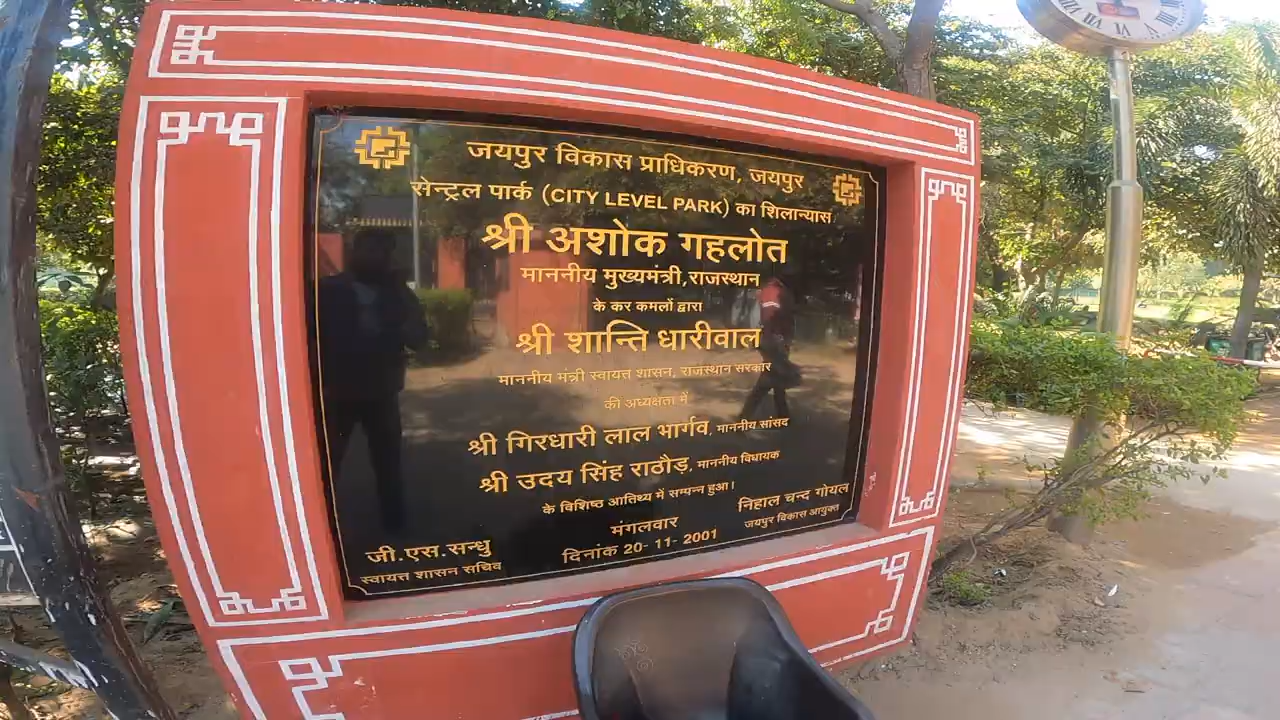 जयपुर विकास प्राधिकरण, जयपुर
सेन्ट्रल पार्क (CITY LEVEL PARK) का शिलान्यास
श्री अशोक गहलोत
माननीय मुख्यमंत्री,राजस्थान
के कर कमलों द्वारा
श्री शान्ति धारीवाल
माननीय मंत्री स्वायत्त शासन, राजस्थान सरकार
की अध्यक्षता में
श्री गिरधारी लाल भार्गव, माननीय सांसद
श्री उदय सिंह राठौड़, माननीय विधायक
के विशिष्ठ आतिथ्य में सम्पन्न हुआ।
जी.एस.सन्धु
स्वायत्त शासन सचिव
मंगलवार
दिनांक 20- 11- 2001
निहाल चन्द गोयल
जयपुर विकास आयुक्त